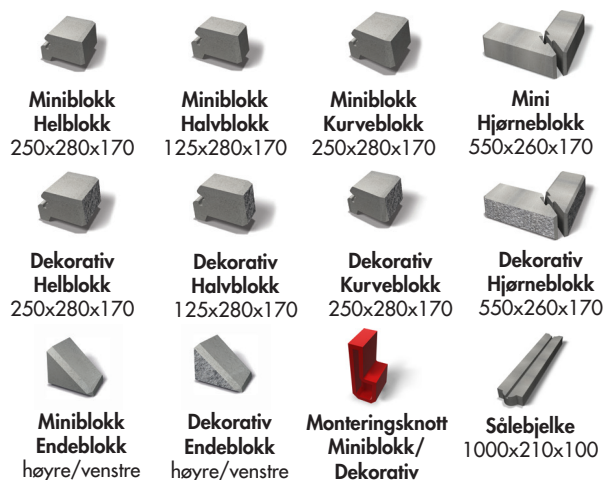 Miniblokk
Helblokk
250x280x170
Miniblokk
Halvblokk
125x280x170
Miniblokk
Kurveblokk
250x280x170
Mini
Hjørneblokk
550x260x170
Dekorativ
Helblokk
250x280x170
Dekorativ
Halvblokk
125x280x170
Dekorativ
Kurveblokk
250x280x170
Dekorativ
Hjørneblokk
550x260x170
Miniblokk
Endeblokk
høyre/venstre
Dekorativ
Endeblokk
høyre/venstre
Monteringsknott
Miniblokk/
Dekorativ
Sålebjelke
1000x210x100